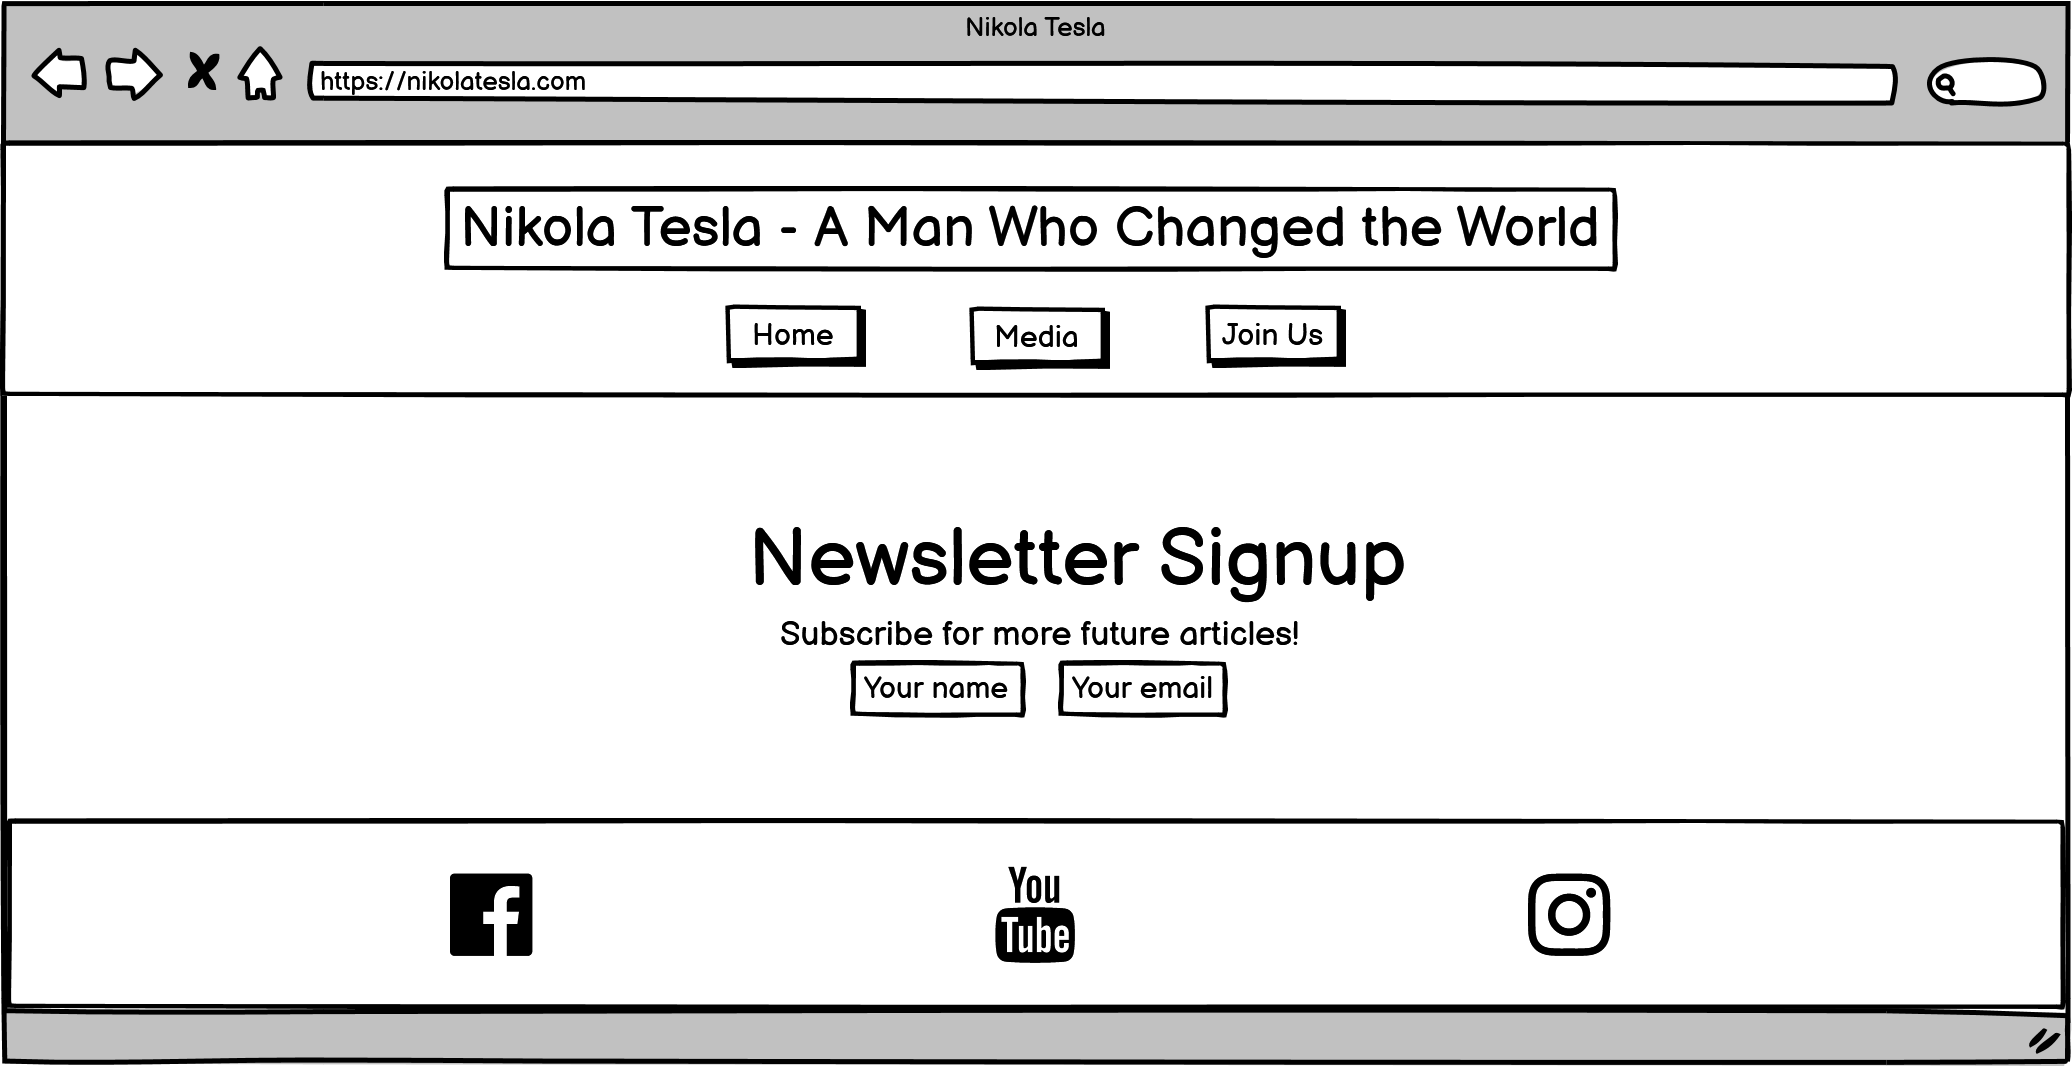 Nikola Tesla
https://nikolatesla.com
Nikola Tesla - A Man Who Changed the World
Home Media Join Us
Newsletter Signup
Subscribe for more future articles!
Your name Your email
You
Tube